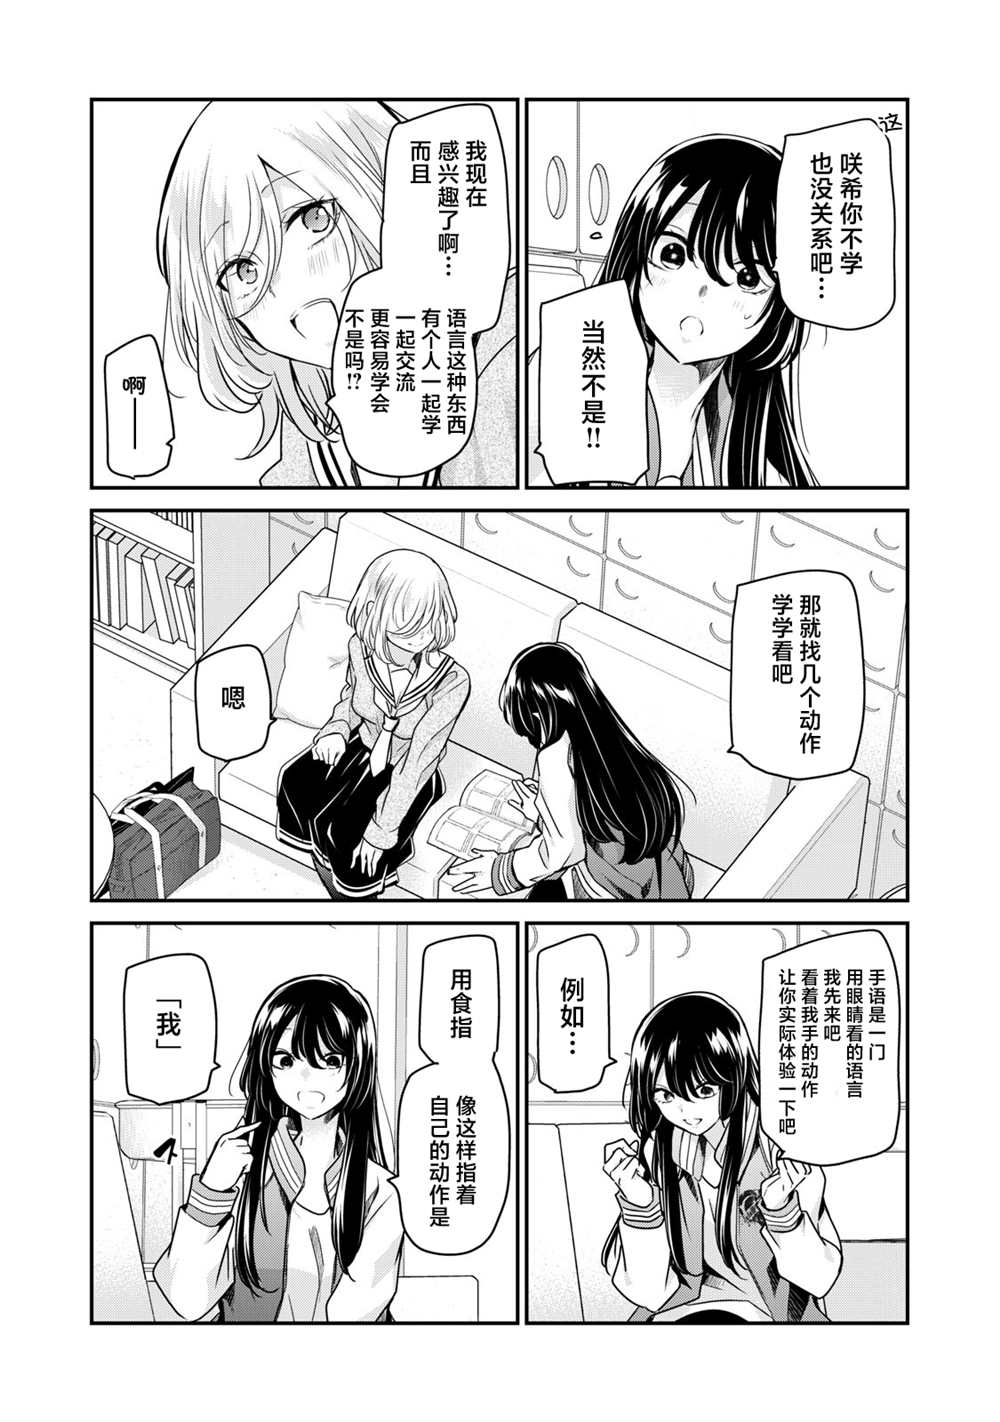 这
咲希你不学
也没关系吧…
当然不是!!
我现在
感兴趣了啊…
而且
语言这种东西
有个人一起学
一起交流
更容易学会
不是吗!?
啊——
那就找几个动作
学学看吧
嗯
手语是一门
用眼睛看的语言
我先来吧
看着我手的动作
让你实际体验一下吧
例如…
用食指
像这样指着
自己的动作是
「我」